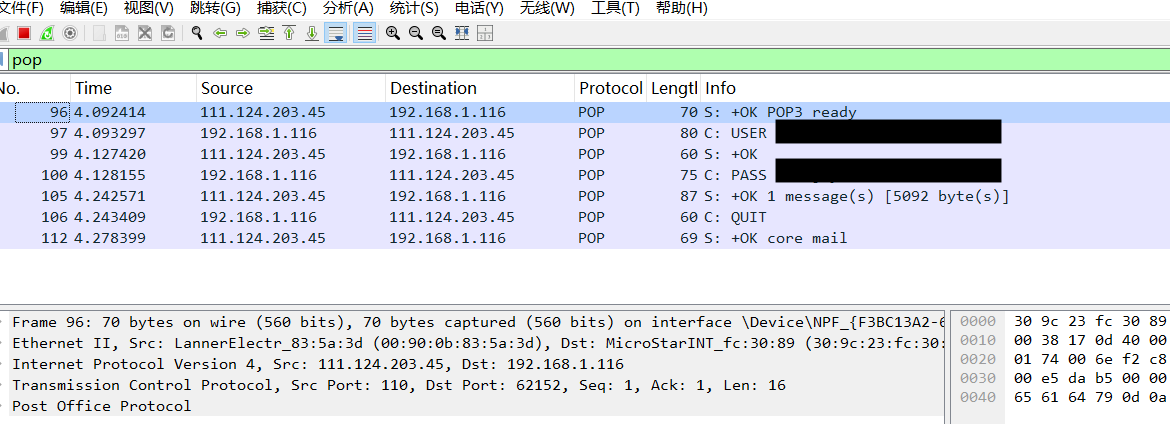 文件(F) 编辑(E) 视图(V) 跳转(G) 捕获(C) 分析(A) 统计(S) 电话(Y) 无线(W) 工具(T) 帮助(H)
pop
No. Time Source Destination Protocol Lengtl Info
96 4.092414 111.124.203.45 192.168.1.116 POP 70 S: +OK POP3 ready
97 4.093297 192.168.1.116 111.124.203.45 POP 80 C: USER
99 4.127420 111.124.203.45 192.168.1.116 POP 60 S: +OK
100 4.128155 192.168.1.116 111.124.203.45 POP 75 C: PASS
105 4.242571 111.124.203.45 192.168.1.116 POP 87 S: +OK 1 message(s) [5092 byte(s)]
106 4.243409 192.168.1.116 111.124.203.45 POP 60 C: QUIT
112 4.278399 111.124.203.45 192.168.1.116 POP 69 S: +OK core mail
Frame 96: 70 bytes on wire (560 bits), 70 bytes captured (560 bits) on interface \Device\NPF_{F3BC13A2-6
Ethernet II, Src: LannerElectr_83:5a:3d (00:90:0b:83:5a:3d), Dst: MicroStarINT_fc:30:89 (30:9c:23:fc:30:
Internet Protocol Version 4, Src: 111.124.203.45, Dst: 192.168.1.116
Transmission Control Protocol, Src Port: 110, Dst Port: 62152, Seq: 1, Ack: 1, Len: 16
Post Office Protocol
0000 30 9c 23 fc 30 89
0010 00 38 17 0d 40 00
0020 01 74 00 6e f2 c8
0030 00 e5 da b5 00 00
0040 65 61 64 79 0d 0a